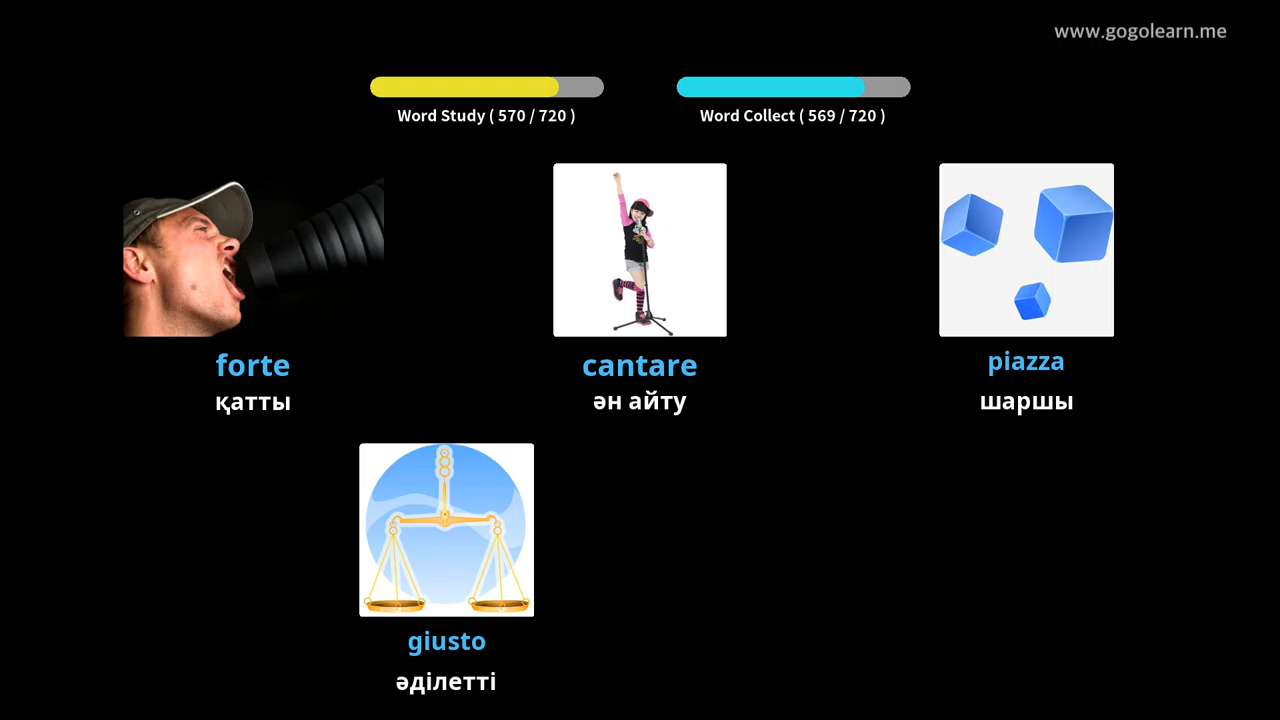 www.gogolearn.me
Word Study ( 570 / 720 )
Word Collect ( 569 / 720 )
forte
қатты
cantare
ән айту
piazza
шаршы
giusto
әділетті